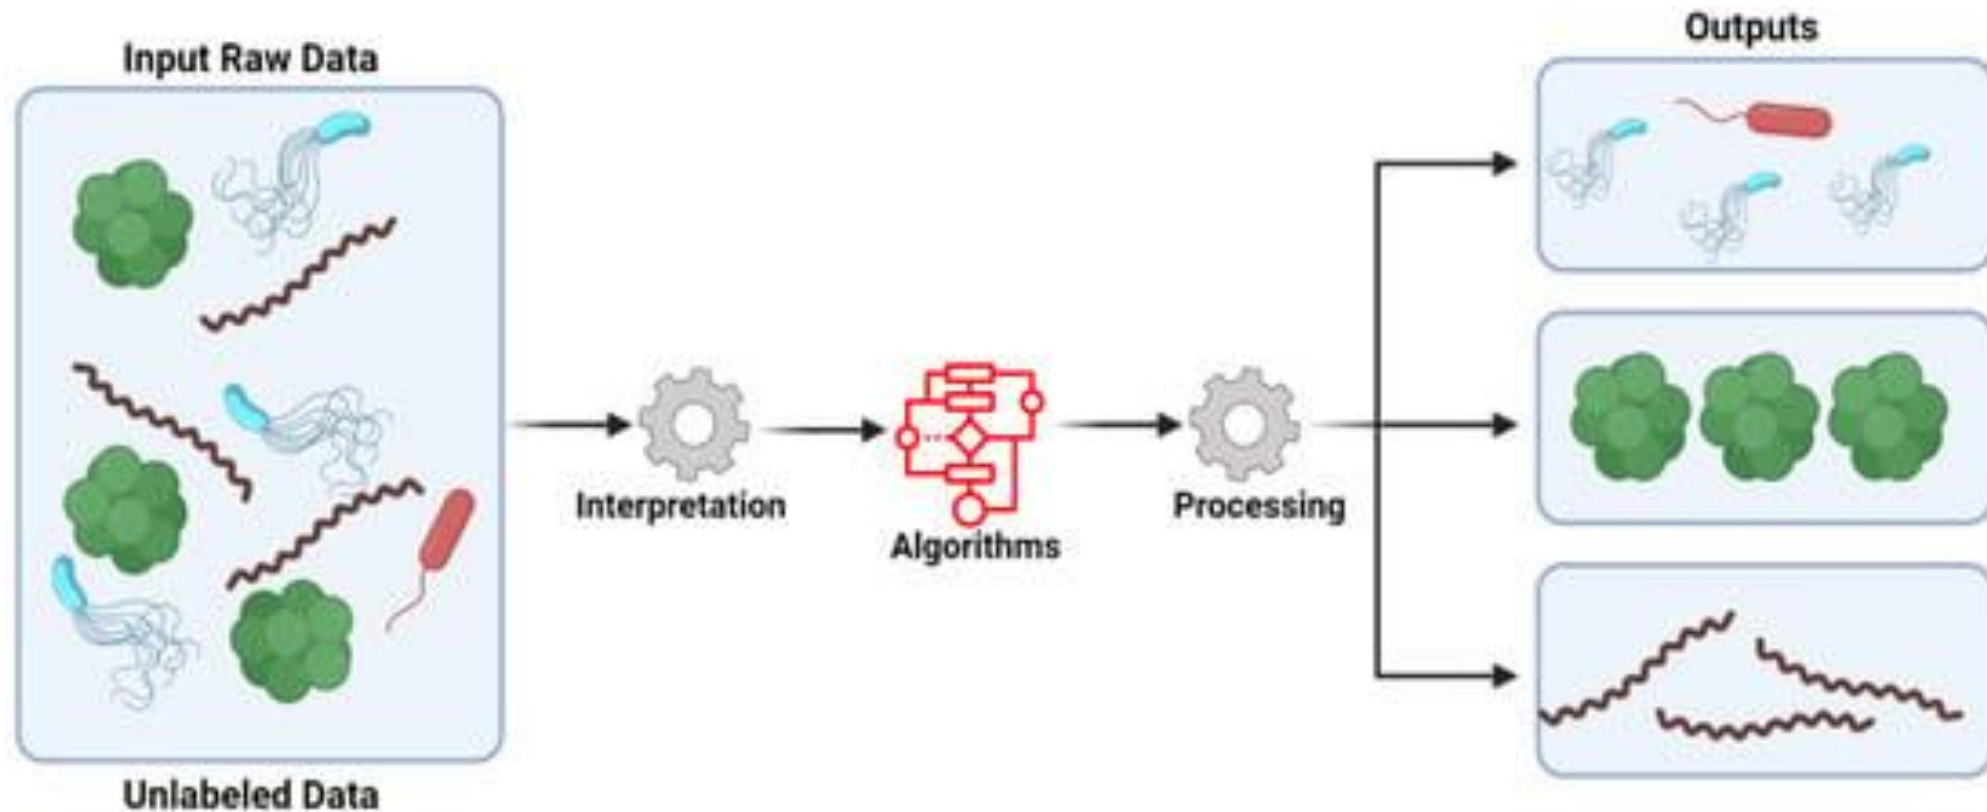 Input Raw Data
Outputs
Interpretation
Algorithms
Processing
Unlabeled Data